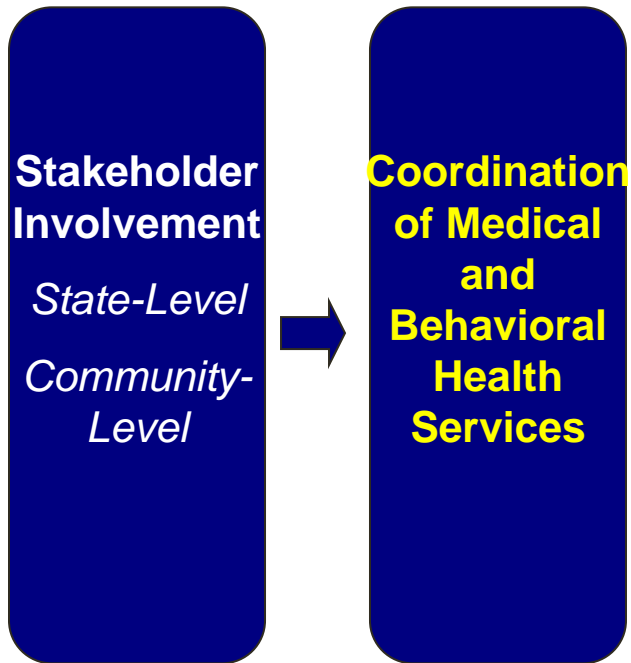 Stakeholder
Involvement
State-Level
Community-
Level
Coordination
of Medical
and
Behavioral
Health
Services